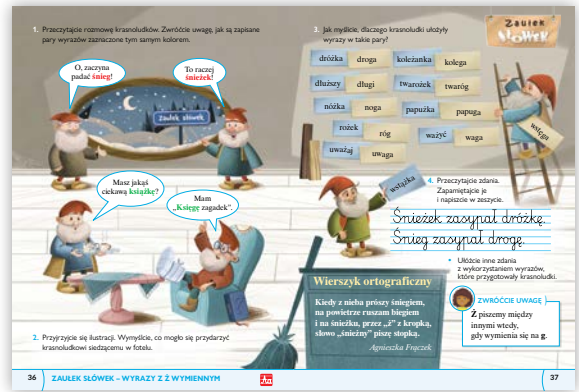 1. Przeczytajcie rozmowę krasnoludków. Zwróćcie uwagę, jak są zapisane
pary wyrazów zaznaczone tym samym kolorem.
O, zaczyna
padać śnieg!
To raczej
śnieżek!
Zaułek słówek
Masz jakąś
ciekawą książkę?
Mam
„Księgę zagadek”.
2. Przyjrzyjcie się ilustracji. Wymyślcie, co mogło się przydarzyć
krasnoludkowi siedzącemu w fotelu.
36 ZAUŁEK SŁÓWEK – WYRAZY Z Ż WYMIENNYM
Zaułek
słówek
3. Jak myślicie, dlaczego krasnoludki ułożyły
wyrazy w takie pary?
dróżka droga koleżanka kolega
dłuższy długi twarożek twaróg
nóżka noga papużka papuga
rożek róg ważyć waga
uważaj uwaga
wstęga
wstążka
4. Przeczytajcie zdania.
Zapamiętajcie je
i napiszcie w zeszycie.
Śnieżek zasypał dróżkę.
Śnieg zasypał drogę.
• Ułóżcie inne zdania
z wykorzystaniem wyrazów,
które przygotowały krasnoludki.
Wierszyk ortograficzny
Kiedy z nieba prószy śniegiem,
na powietrze ruszam biegiem
i na śnieżku, przez „ż” z kropką,
słowo „śnieżny” piszę stopką.
Agnieszka Frączek
ZWRÓĆCIE UWAGĘ
Ż piszemy między
innymi wtedy,
gdy wymienia się na g.
37